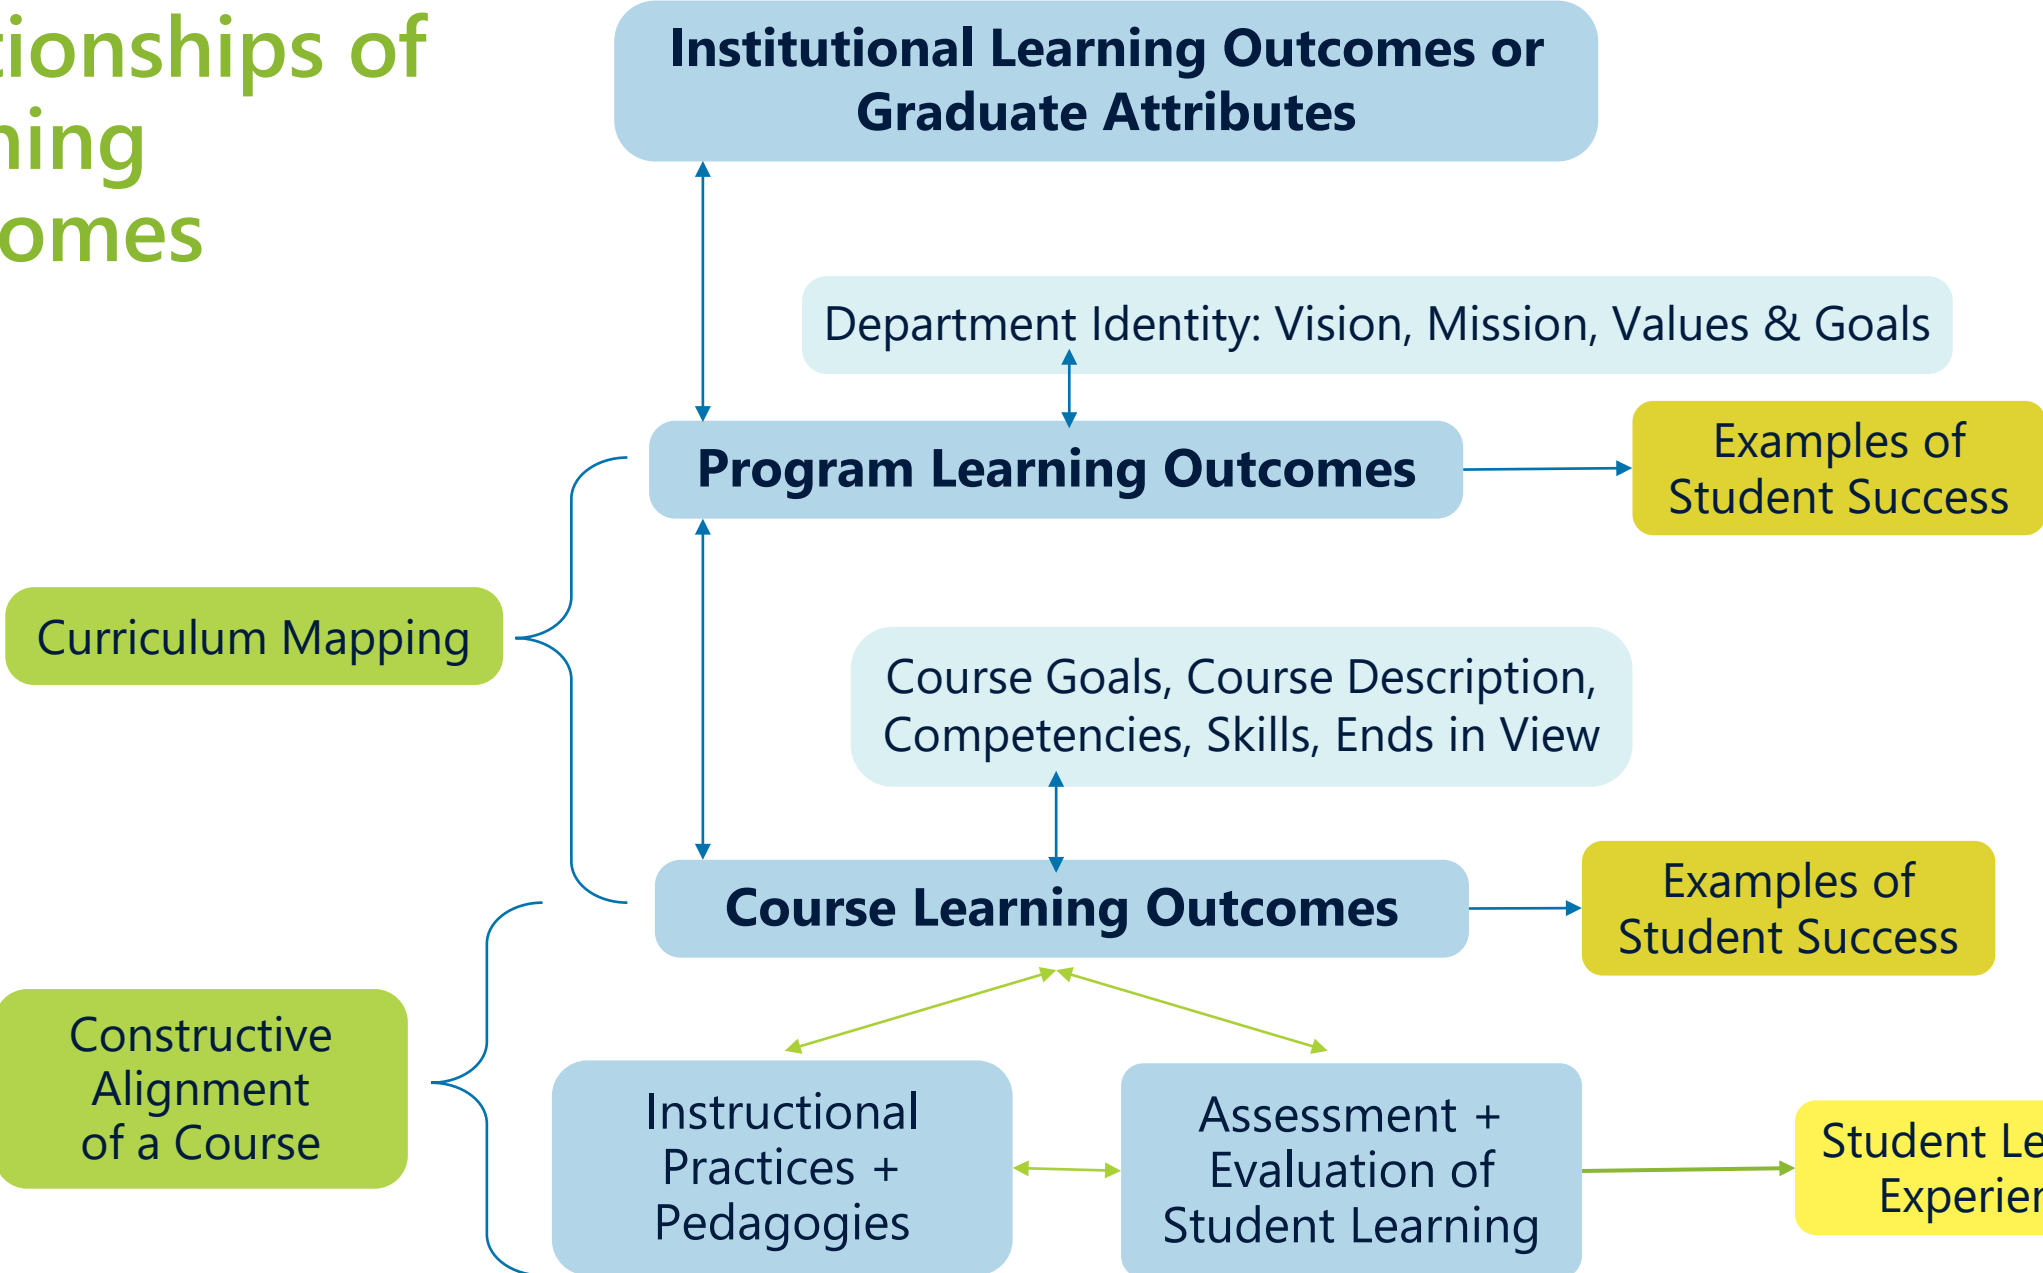 tionships of
ning
omes
Institutional Learning Outcomes or
Graduate Attributes
Department Identity: Vision, Mission, Values & Goals
Program Learning Outcomes
Examples of
Student Success
Curriculum Mapping
Course Goals, Course Description,
Competencies, Skills, Ends in View
Course Learning Outcomes
Examples of
Student Success
Constructive
Alignment
of a Course
Instructional
Practices +
Pedagogies
Assessment +
Evaluation of
Student Learning
Student Le
Experie